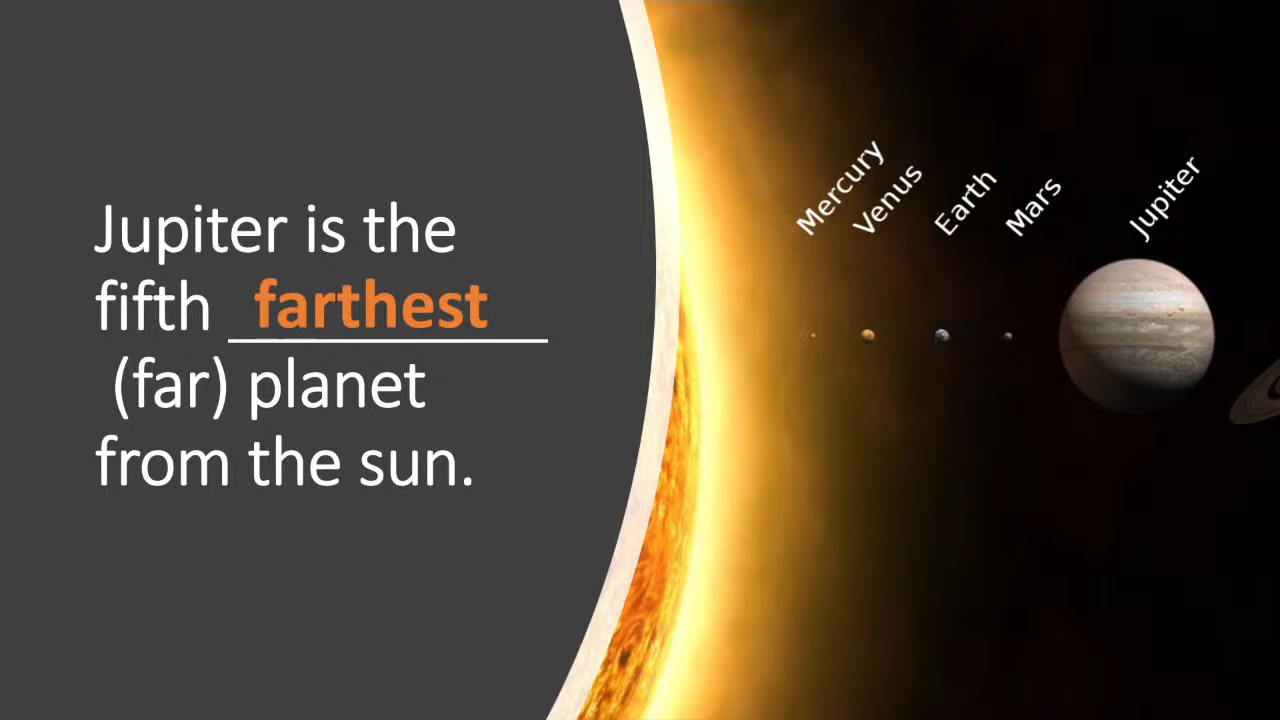 Jupiter is the
fifth farthest
(far) planet
from the sun.
Mercury
Venus
Earth
Mars
Jupiter